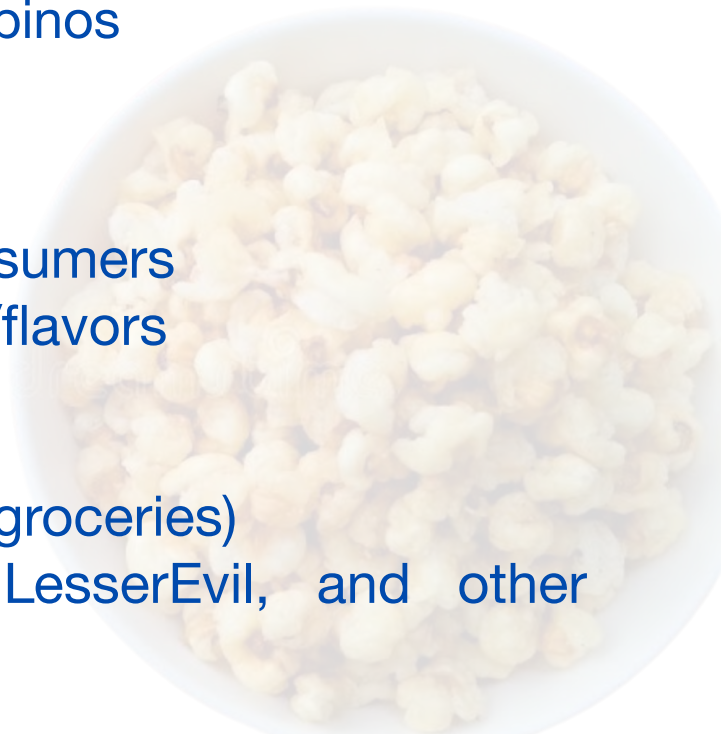 pinos
sumers
/flavors
groceries)
LesserEvil, and other